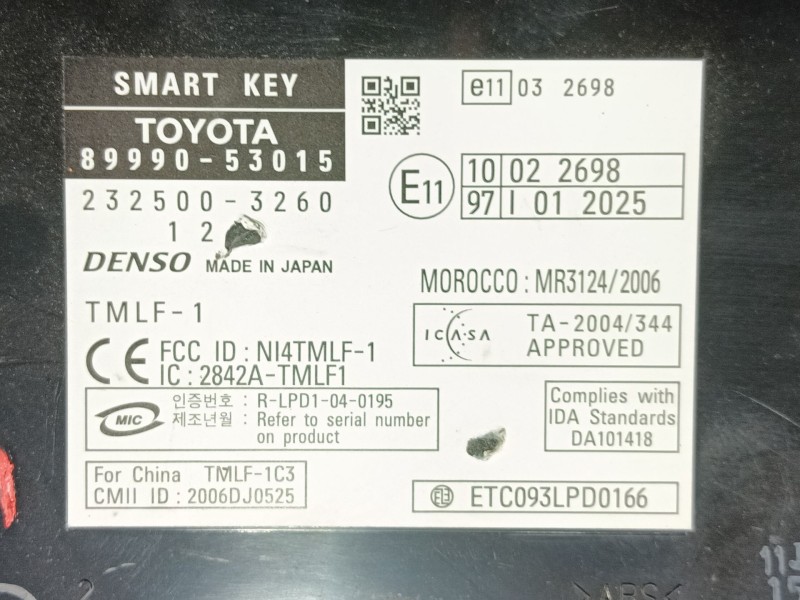 SMART KEY
TOYOTA
89990-53015
232500-3260
12
DENSO MADE IN JAPAN
TMLF-1
CE FCC ID : NI4TMLF-1
IC : 2842A-TMLF1
MIC 인증번호 : R-LPD1-04-0195
제조년월 : Refer to serial number
on product
For China TMLF-1C3
CMII ID : 2006DJ0525
e11 03 2698
E11
10 02 2698
97 I 01 2025
MOROCCO : MR3124/2006
ICASA TA-2004/344
APPROVED
Complies with
IDA Standards
DA101418
ETC093LPD0166
2
>ABS<